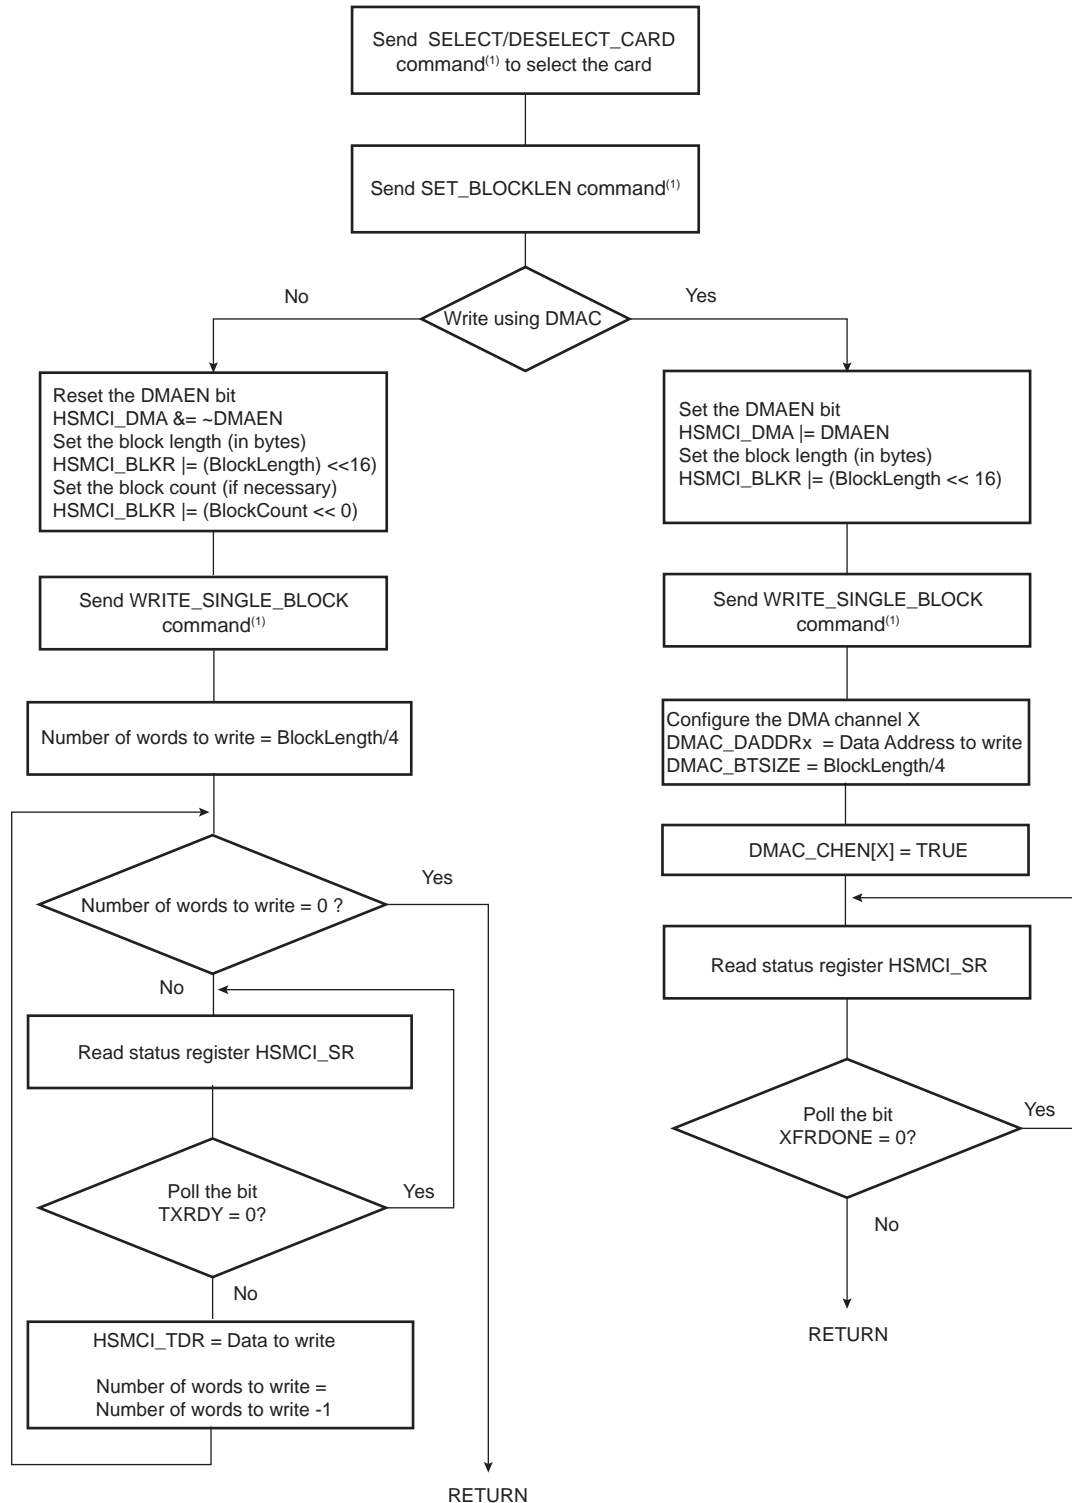 Send SELECT/DESELECT_CARD
command(1) to select the card
Send SET_BLOCKLEN command(1)
No
Yes
Write using DMAC
Reset the DMAEN bit
HSMCI_DMA &= ~DMAEN
Set the block length (in bytes)
HSMCI_BLKR |= (BlockLength) <<16)
Set the block count (if necessary)
HSMCI_BLKR |= (BlockCount << 0)
Set the DMAEN bit
HSMCI_DMA |= DMAEN
Set the block length (in bytes)
HSMCI_BLKR |= (BlockLength << 16)
Send WRITE_SINGLE_BLOCK
command(1)
Send WRITE_SINGLE_BLOCK
command(1)
Number of words to write = BlockLength/4
Configure the DMA channel X
DMAC_DADDRx = Data Address to write
DMAC_BTSIZE = BlockLength/4
DMAC_CHEN[X] = TRUE
Yes
Number of words to write = 0 ?
Read status register HSMCI_SR
No
Read status register HSMCI_SR
Poll the bit
XFRDONE = 0?
Yes
Poll the bit
TXRDY = 0?
Yes
No
No
RETURN
HSMCI_TDR = Data to write
Number of words to write =
Number of words to write -1
RETURN